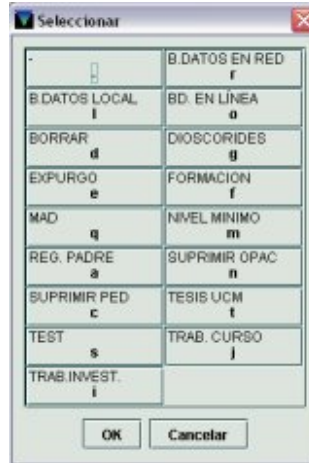 Seleccionar
-
-
B.DATOS EN RED
r
B.DATOS LOCAL
l
BD. EN LÍNEA
o
BORRAR
d
DIOSCORIDES
g
EXPURGO
e
FORMACION
f
MAD
q
NIVEL MINIMO
m
REG. PADRE
a
SUPRIMIR OPAC
n
SUPRIMIR PED
c
TESIS UCM
t
TEST
s
TRAB. CURSO
j
TRAB.INVEST.
i
OK
Cancelar